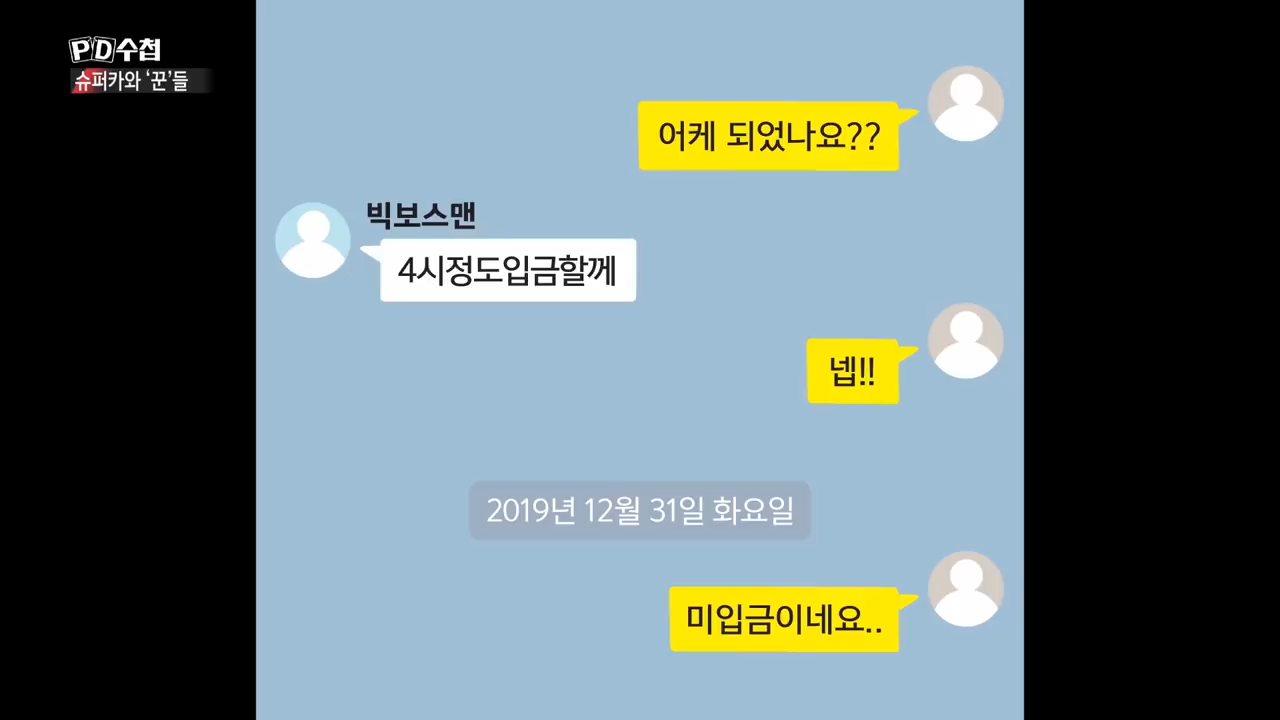 PD수첩
슈퍼카와 '꾼'들
어케 되었나요??
빅보스맨
4시정도입금할께
넵!!
2019년 12월 31일 화요일
미입금이네요..